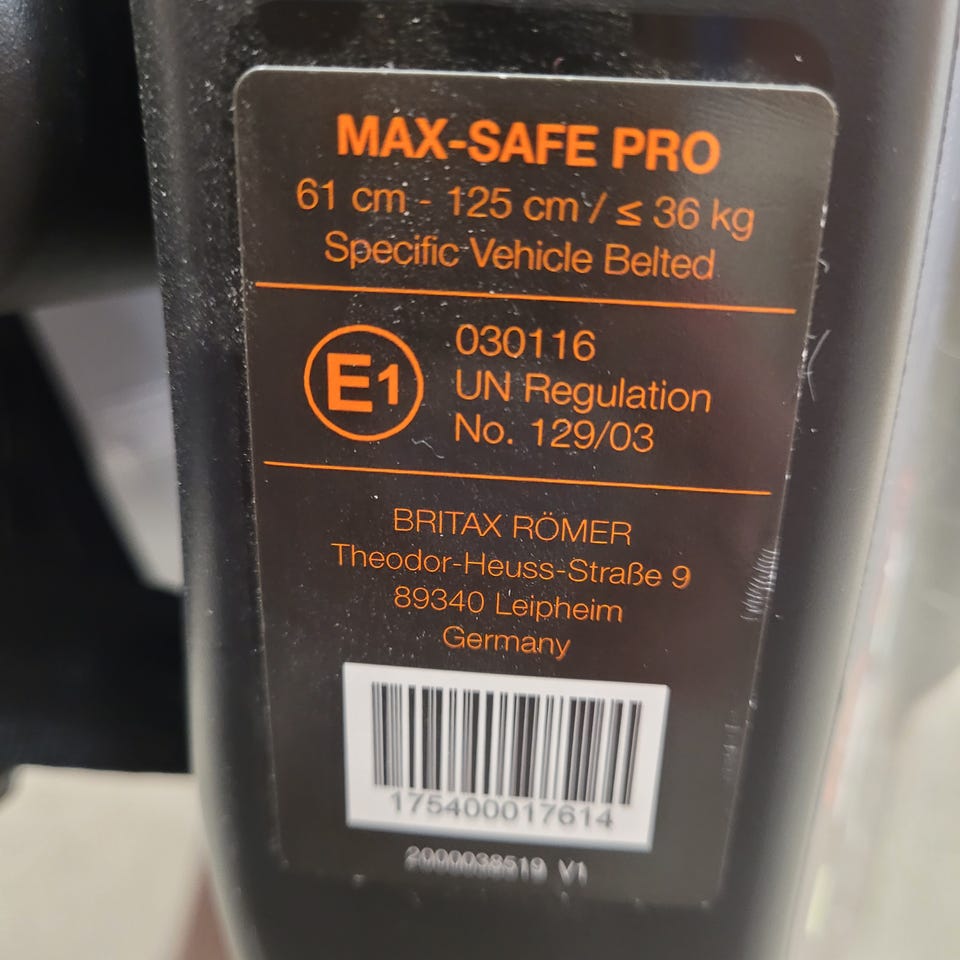 MAX-SAFE PRO
61 cm - 125 cm / ≤ 36 kg
Specific Vehicle Belted
E1
030116
UN Regulation
No. 129/03
BRITAX RÖMER
Theodor-Heuss-Straße 9
89340 Leipheim
Germany
175400017614
2000038519 V1